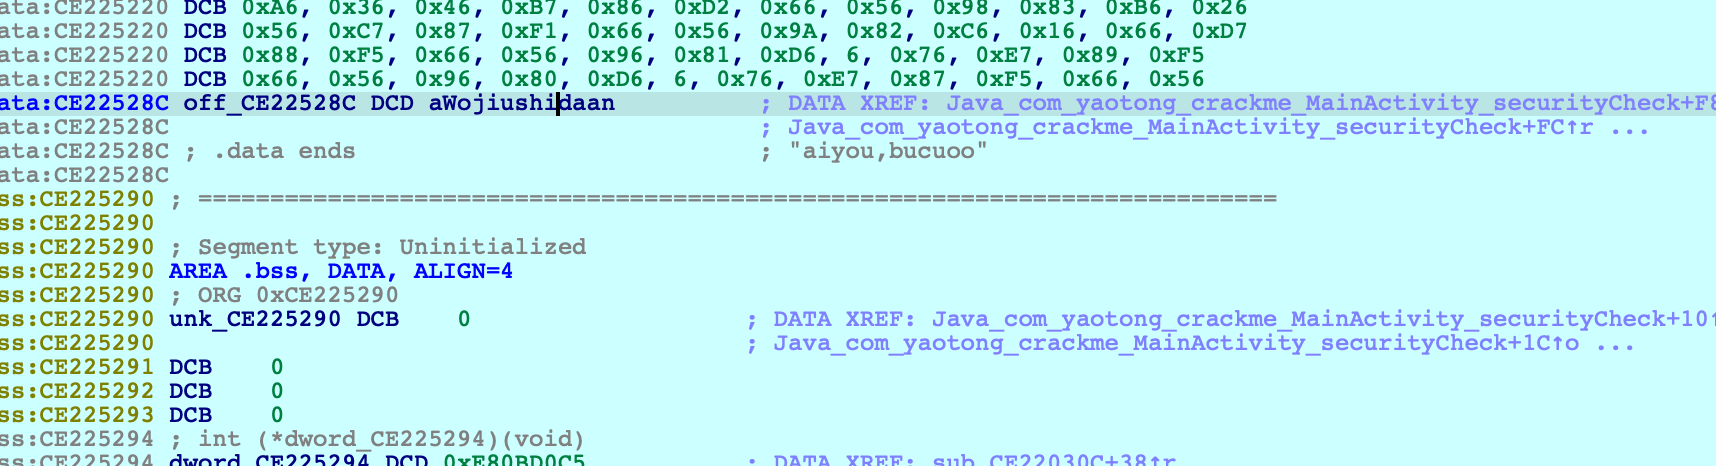 ata:CE225220 DCB 0xA6, 0x36, 0x46, 0xB7, 0x86, 0xD2, 0x66, 0x56, 0x98, 0x83, 0xB6, 0x26
ata:CE225220 DCB 0x56, 0xC7, 0x87, 0xF1, 0x66, 0x56, 0x9A, 0x82, 0xC6, 0x16, 0x66, 0xD7
ata:CE225220 DCB 0x88, 0xF5, 0x66, 0x56, 0x96, 0x81, 0xD6, 6, 0x76, 0xE7, 0x89, 0xF5
ata:CE225220 DCB 0x66, 0x56, 0x96, 0x80, 0xD6, 6, 0x76, 0xE7, 0x87, 0xF5, 0x66, 0x56
ata:CE22528C off_CE22528C DCD aWojiushidaan ; DATA XREF: Java_com_yaotong_crackme_MainActivity_securityCheck+F8
ata:CE22528C ; Java_com_yaotong_crackme_MainActivity_securityCheck+FC↑r ...
ata:CE22528C ; .data ends ; "aiyou,bucuoo"
ata:CE22528C
ss:CE225290 ; ===========================================================================
ss:CE225290
ss:CE225290 ; Segment type: Uninitialized
ss:CE225290 AREA .bss, DATA, ALIGN=4
ss:CE225290 ; ORG 0xCE225290
ss:CE225290 unk_CE225290 DCB 0 ; DATA XREF: Java_com_yaotong_crackme_MainActivity_securityCheck+10↑
ss:CE225290 ; Java_com_yaotong_crackme_MainActivity_securityCheck+1C↑o ...
ss:CE225291 DCB 0
ss:CE225292 DCB 0
ss:CE225293 DCB 0
ss:CE225294 ; int (*dword_CE225294)(void)
ss:CE225294 dword_CE225294 DCD 0xE80BD0C5 ; DATA XREF: sub_CE22030C+38↑r